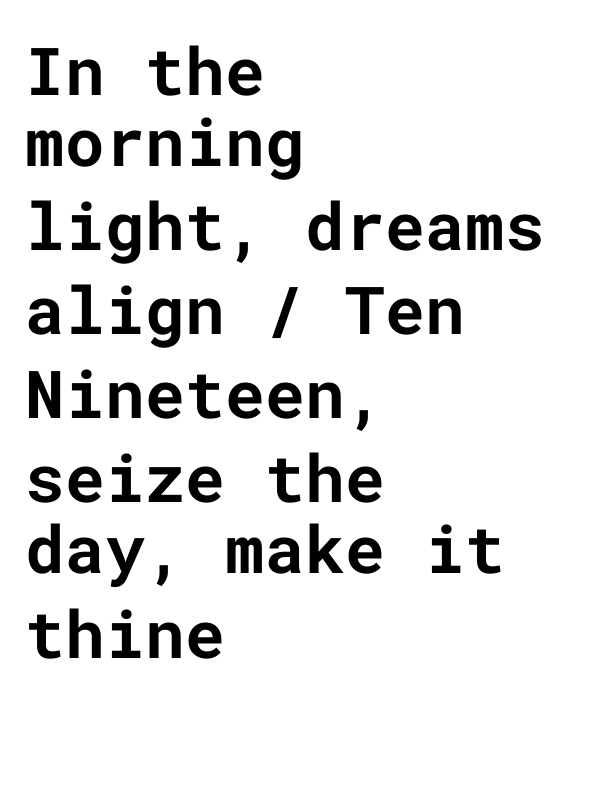 In the
morning
light, dreams
align / Ten
Nineteen,
seize the
day, make it
thine